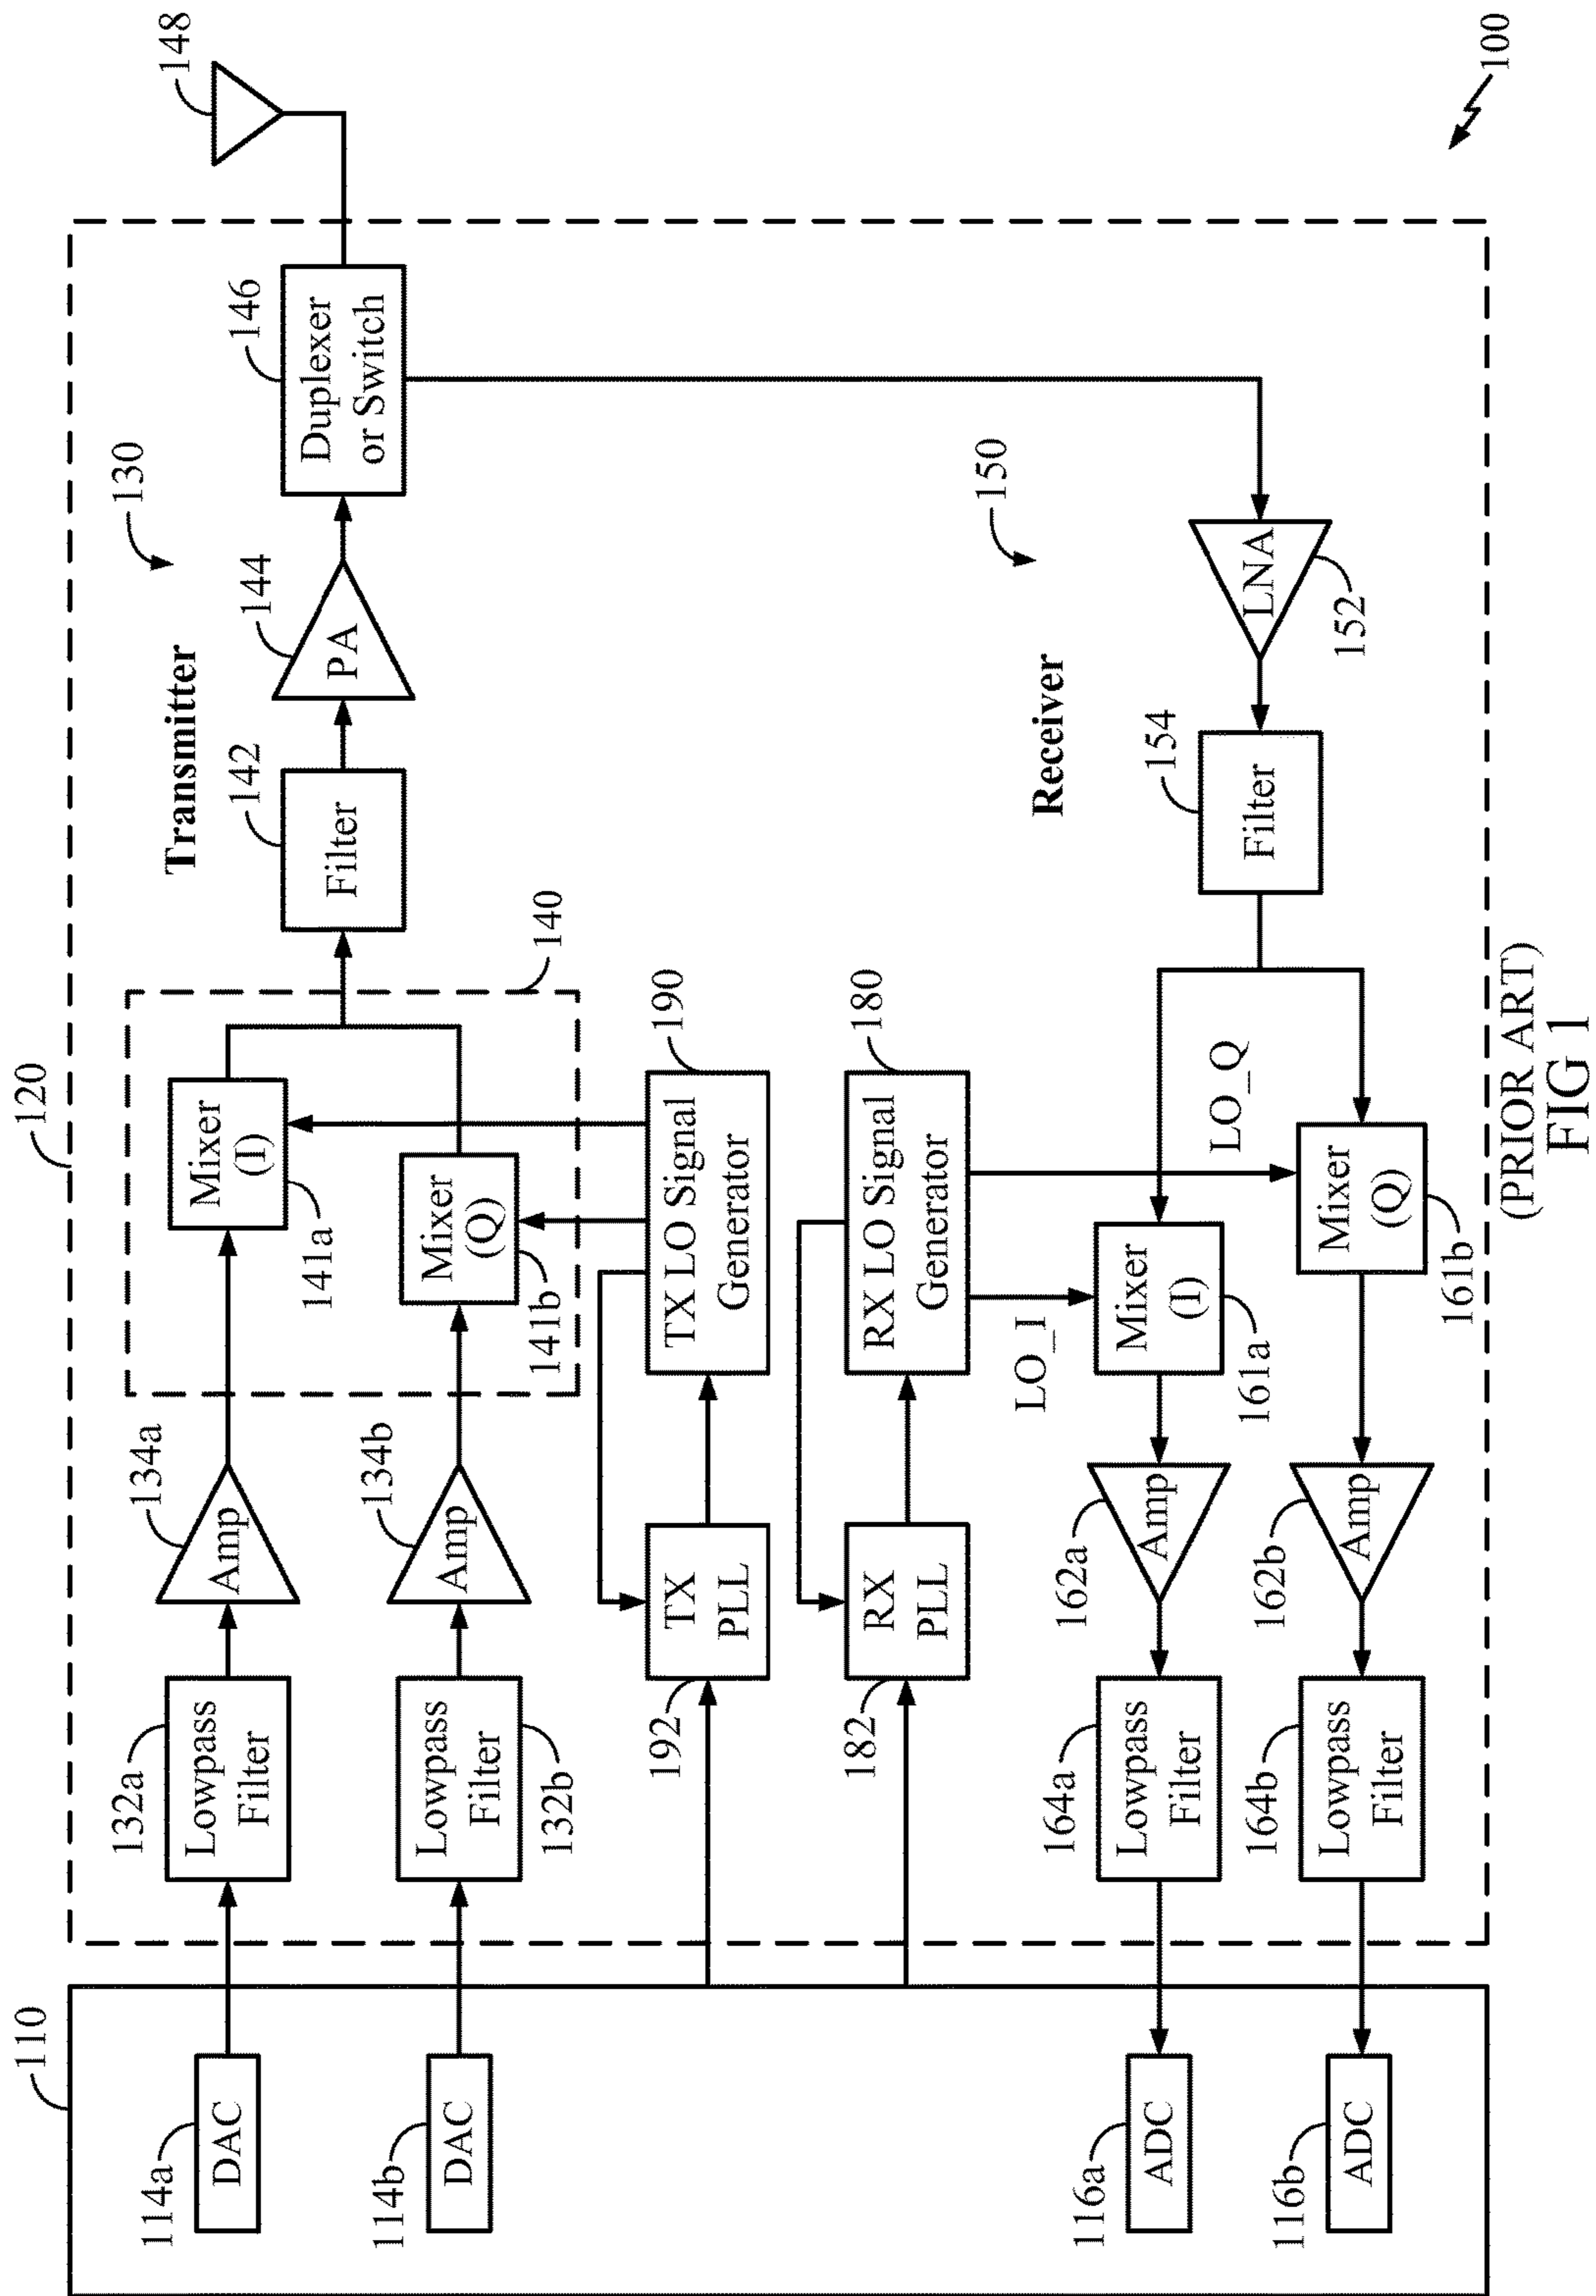 120
110
148
130
Transmitter
114a
DAC
132a
Lowpass
Filter
134a
Amp
Mixer
(I)
141a
140
142
Filter
144
PA
146
Duplexer
or Switch
114b
DAC
Lowpass
Filter
132b
134b
Amp
Mixer
(Q)
141b
192
TX
PLL
TX LO Signal
Generator
190
182
RX
PLL
RX LO Signal
Generator
180
150
Receiver
LO_I
LO_Q
116a
ADC
164a
Lowpass
Filter
162a
Amp
Mixer
(I)
161a
154
Filter
LNA
152
116b
ADC
164b
Lowpass
Filter
162b
Amp
Mixer
(Q)
161b
100
(PRIOR ART)
FIG 1